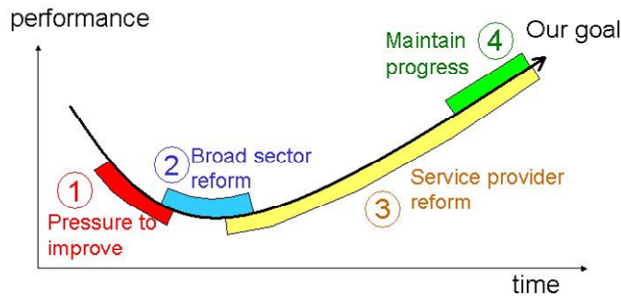 performance
Maintain
progress
4
Our goal
2
Broad sector
reform
1
Pressure to
improve
3
Service provider
reform
time